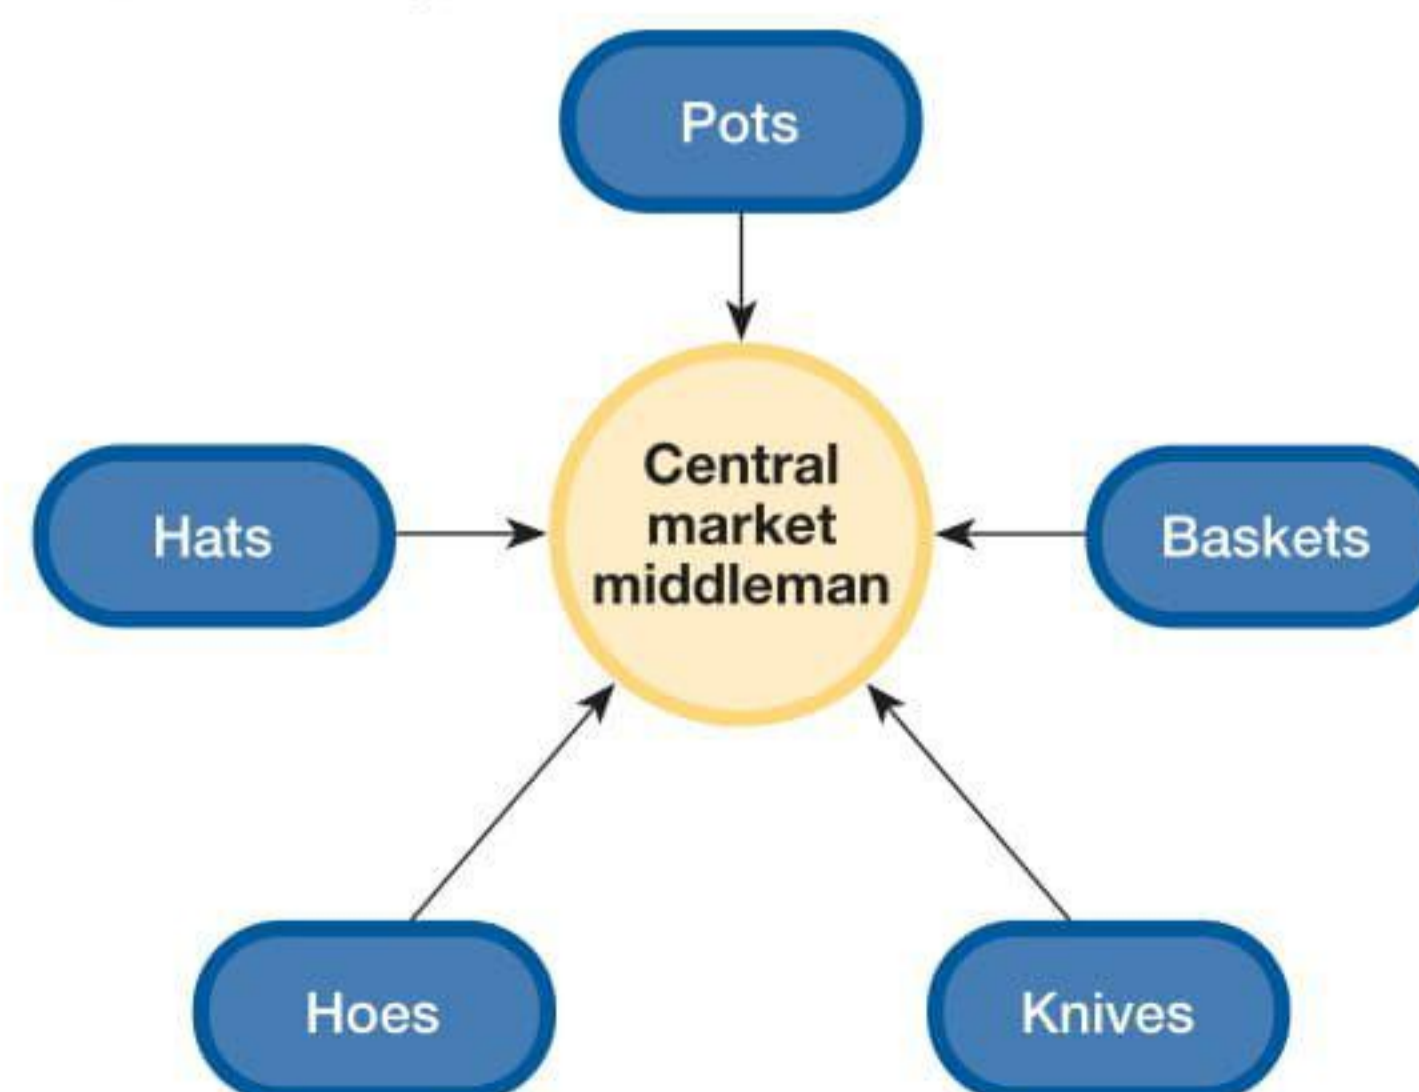 Pots
Central
market
middleman
Hats
Baskets
Hoes
Knives